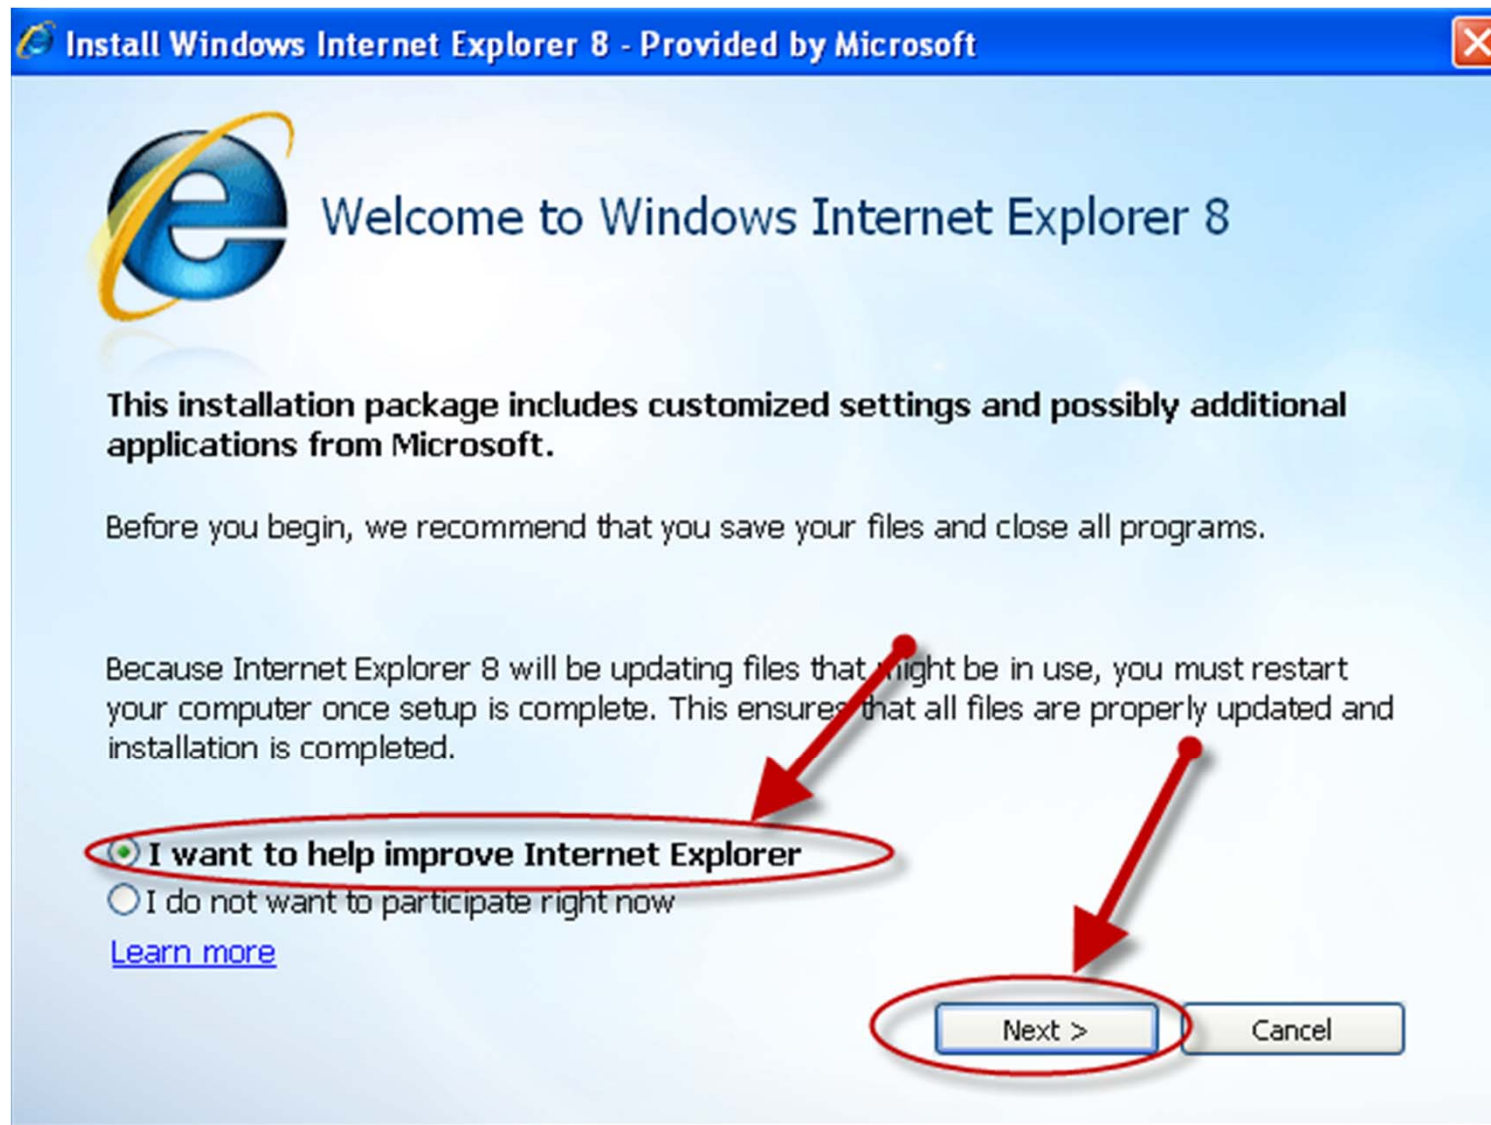 Install Windows Internet Explorer 8 - Provided by Microsoft
Welcome to Windows Internet Explorer 8
This installation package includes customized settings and possibly additional
applications from Microsoft.
Before you begin, we recommend that you save your files and close all programs.
Because Internet Explorer 8 will be updating files that might be in use, you must restart
your computer once setup is complete. This ensures that all files are properly updated and
installation is completed.
I want to help improve Internet Explorer
I do not want to participate right now
Learn more
Next >
Cancel